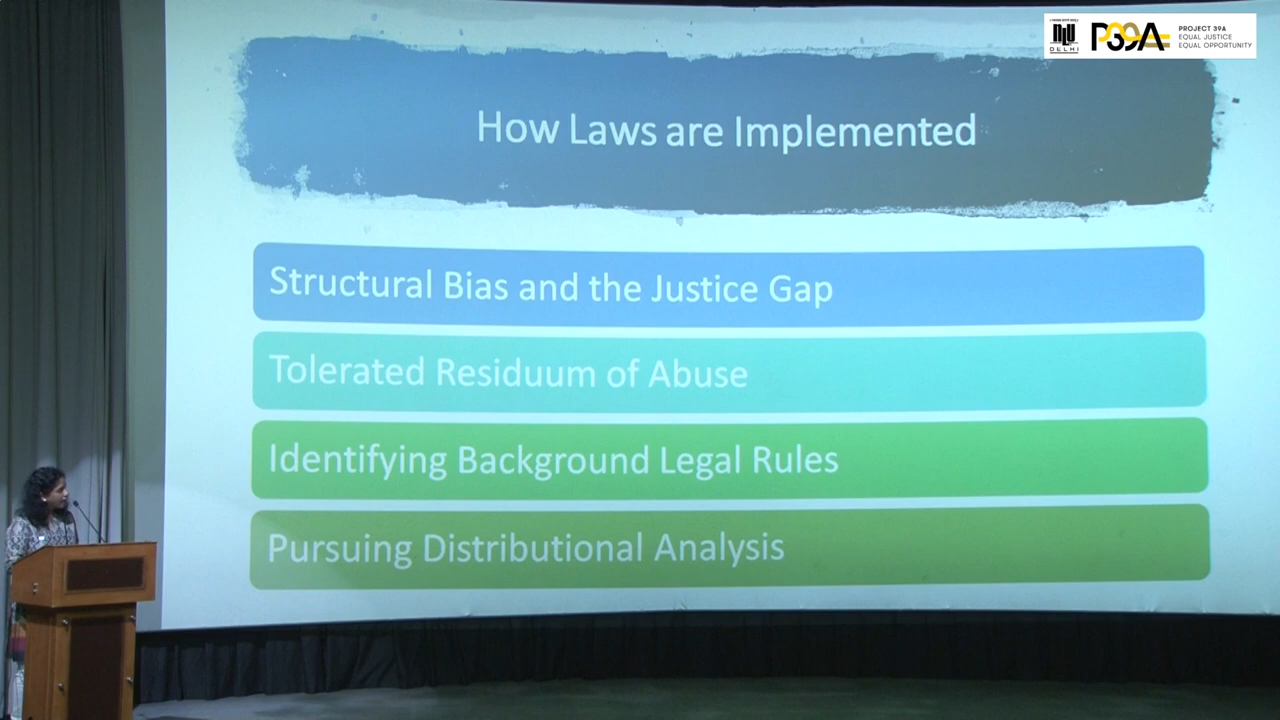 NLU
DELHI
P39A
PROJECT 39A
EQUAL JUSTICE
EQUAL OPPORTUNITY
How Laws are Implemented
Structural Bias and the Justice Gap
Tolerated Residuum of Abuse
Identifying Background Legal Rules
Pursuing Distributional Analysis